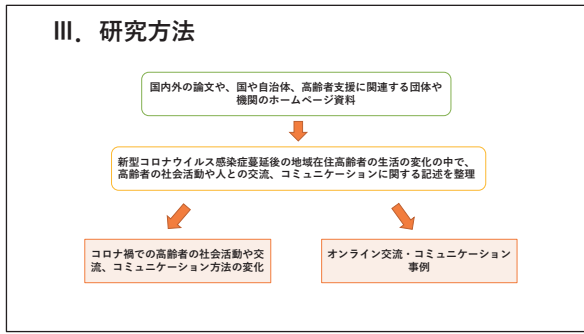 Ⅲ．研究方法
国内外の論文や、国や自治体、高齢者支援に関連する団体や
機関のホームページ資料
新型コロナウイルス感染症蔓延後の地域在住高齢者の生活の変化の中で、
高齢者の社会活動や人との交流、コミュニケーションに関する記述を整理
コロナ禍での高齢者の社会活動や交
流、コミュニケーション方法の変化
オンライン交流・コミュニケーション
事例